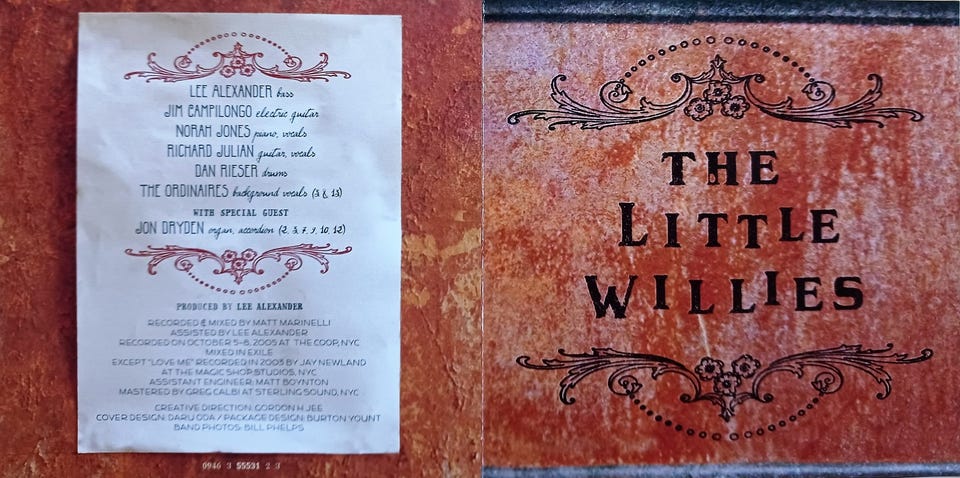 LEE ALEXANDER bass
JIM CAMPILONGO electric guitar
NORAH JONES piano, vocals
RICHARD JULIAN guitar, vocals
DAN RIESER drums
THE ORDINAIRES background vocals (3 & 13)
WITH SPECIAL GUEST
JON DRYDEN organ, accordion (2, 3, 7, 9, 10, 12)
PRODUCED BY LEE ALEXANDER
RECORDED & MIXED BY MATT MARINELLI
ASSISTED BY LEE ALEXANDER
RECORDED ON OCTOBER 5-8, 2005 AT THE COOP, NYC
MIXED IN EXILE
EXCEPT "LOVE ME" RECORDED IN 2003 BY JAY NEWLAND
AT THE MAGIC SHOP STUDIOS, NYC
ASSISTANT ENGINEER: MATT BOYNTON
MASTERED BY GREG CALBI AT STERLING SOUND, NYC
CREATIVE DIRECTION: GORDON H JEE
COVER DESIGN: DARU ODA / PACKAGE DESIGN: BURTON YOUNT
BAND PHOTOS: BILL PHELPS
0946 3 55531 2 3
THE
LITTLE
WILLIES